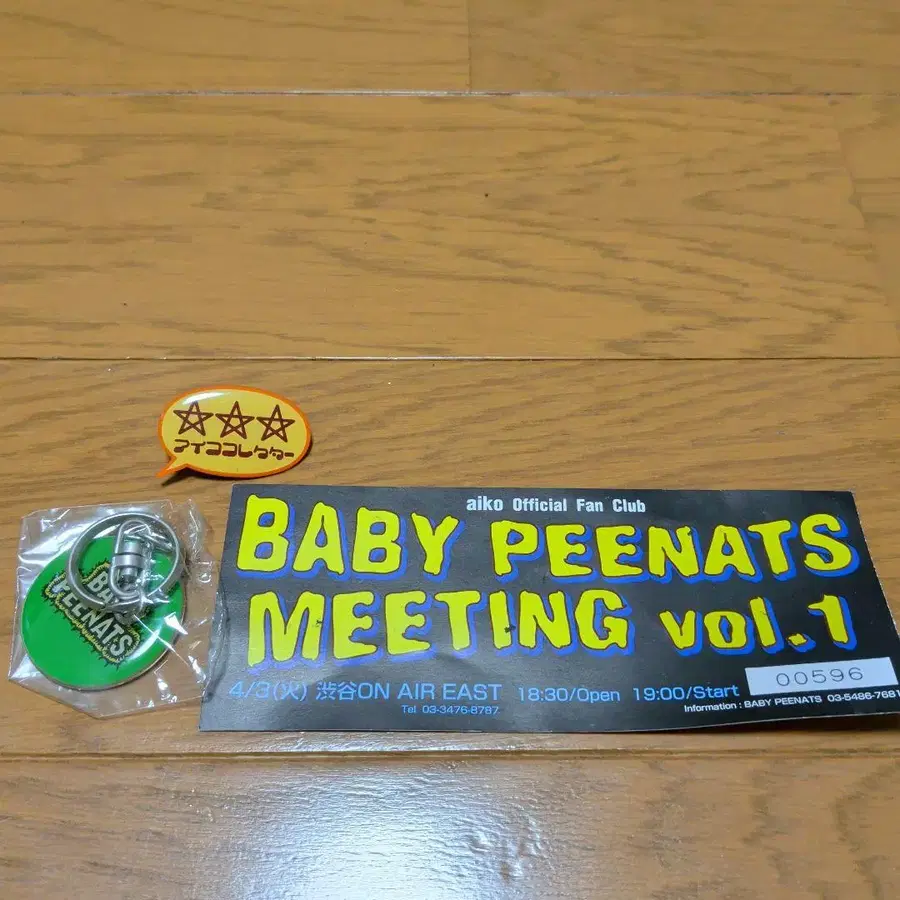 アイココレクター
BABY
PEENATS
aiko Official Fan Club
BABY PEENATS
MEETING vol.1
00596
4/3(火) 渋谷ON AIR EAST 18:30/Open 19:00/Start
Tel 03-3476-8787
Information : BABY PEENATS 03-5486-7681